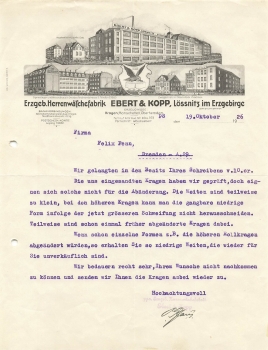 Erzgeb. Herrenwäschefabrik EBERT & KOPP, Lössnitz im Erzgebirge
19. Oktober 26
Firma
Felix Penz,
Dresden - A.
Wir gelangten in den Besitz Ihres Schreibens v.10.cr.
Die uns eingesandten Kragen haben wir geprüft, doch eig-
nen sich solche nicht für die Abänderung. Die Weiten sind teilweise
zu klein, bei den höheren Kragen kann man die gangbare niedrige
Form infolge der jetzt grösseren Schweifung nicht herausschneiden.
Teilweise sind schon einmal früher abgeänderte Kragen dabei.
Wenn schon einzelne Formen z.B. die höheren Rollkragen
abgeändert würden, so erhalten Sie so niedrige Weiten, die wieder für
Sie unverkäuflich sind.
Wir bedauern recht sehr, Ihrem Wunsche nicht nachkommen
zu können und senden wir Ihnen die Kragen anbei wieder zu.
Hochachtungsvoll